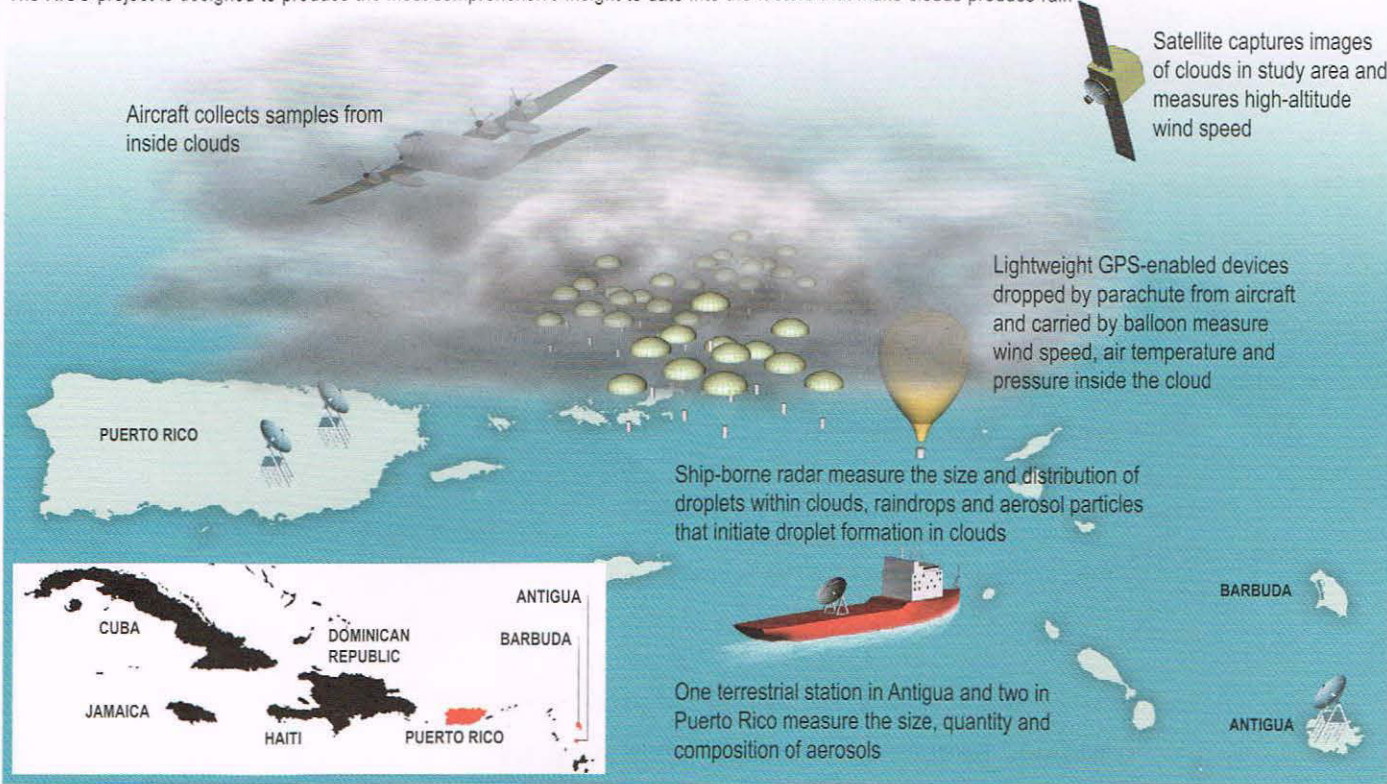 Aircraft collects samples from
inside clouds
Satellite captures images
of clouds in study area and
measures high-altitude
wind speed
Lightweight GPS-enabled devices
dropped by parachute from aircraft
and carried by balloon measure
wind speed, air temperature and
pressure inside the cloud
PUERTO RICO
Ship-borne radar measure the size and distribution of
droplets within clouds, raindrops and aerosol particles
that initiate droplet formation in clouds
BARBUDA
ANTIGUA
One terrestrial station in Antigua and two in
Puerto Rico measure the size, quantity and
composition of aerosols
CUBA
DOMINICAN
REPUBLIC
ANTIGUA
BARBUDA
JAMAICA
HAITI
PUERTO RICO